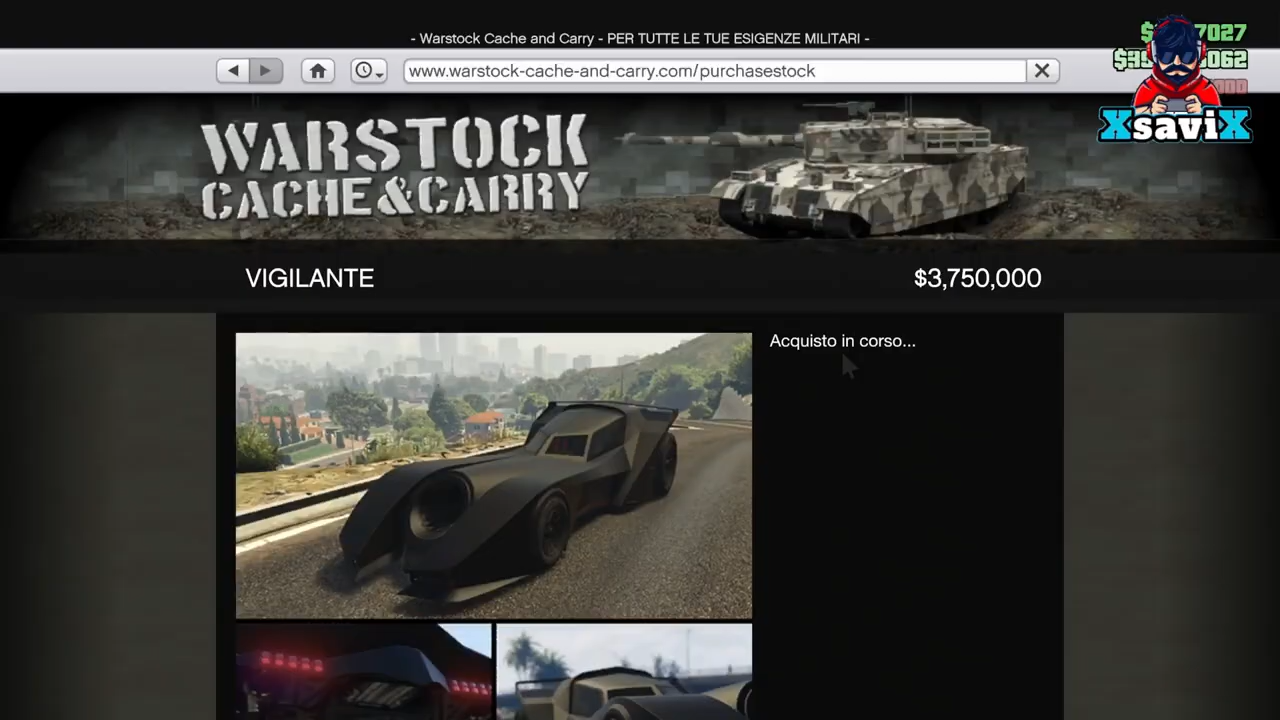 - Warstock Cache and Carry - PER TUTTE LE TUE ESIGENZE MILITARI -
www.warstock-cache-and-carry.com/purchasestock
XsaviX
WARSTOCK
CACHE&CARRY
VIGILANTE
$3,750,000
Acquisto in corso...